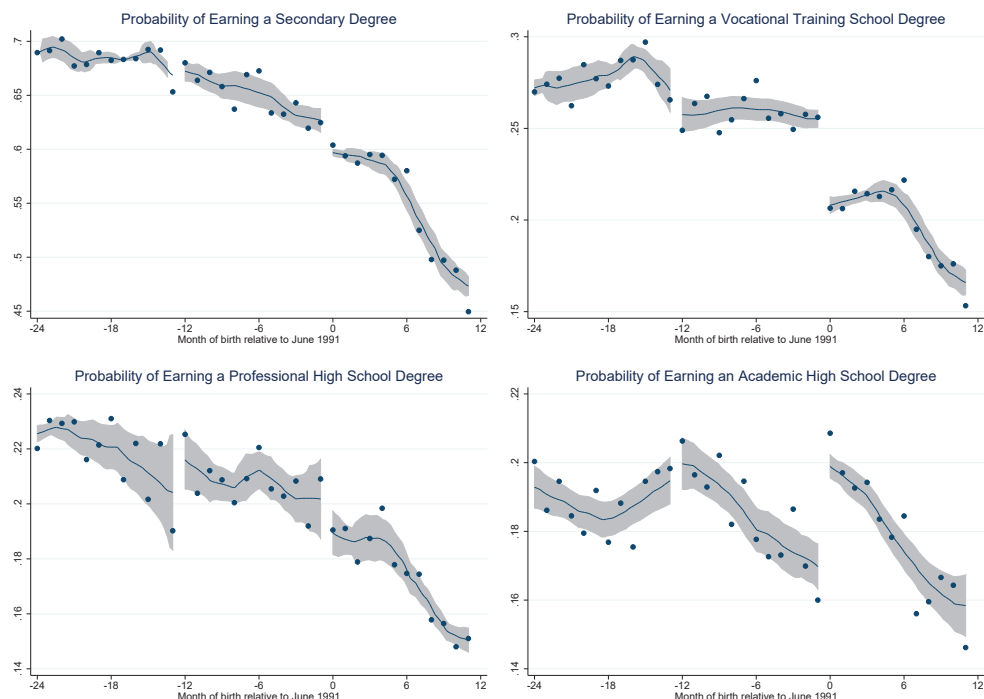 Probability of Earning a Secondary Degree
.7
.65
.6
.55
.5
.45
-24 -18 -12 -6 0 6 12
Month of birth relative to June 1991
Probability of Earning a Vocational Training School Degree
.3
.25
.2
.15
-24 -18 -12 -6 0 6 12
Month of birth relative to June 1991
Probability of Earning a Professional High School Degree
.24
.22
.2
.18
.16
.14
-24 -18 -12 -6 0 6 12
Month of birth relative to June 1991
Probability of Earning an Academic High School Degree
.22
.2
.18
.16
.14
-24 -18 -12 -6 0 6 12
Month of birth relative to June 1991